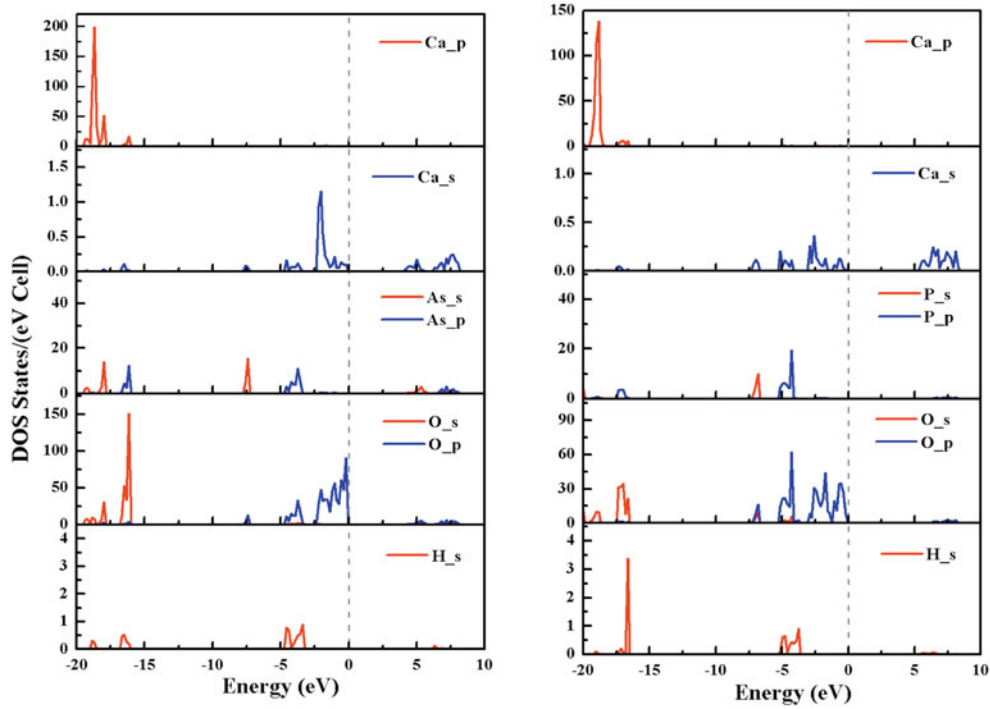 DOS States/(eV Cell)
200
150
100
50
0
Ca_p
1.5
1.0
0.5
0.0
Ca_s
40
20
0
As_s
As_p
150
100
50
0
O_s
O_p
4
3
2
1
0
H_s
-20 -15 -10 -5 0 5 10
Energy (eV)
150
100
50
0
Ca_p
1.0
0.5
0.0
Ca_s
40
20
0
P_s
P_p
90
60
30
0
O_s
O_p
4
3
2
1
0
H_s
-20 -15 -10 -5 0 5 10
Energy (eV)